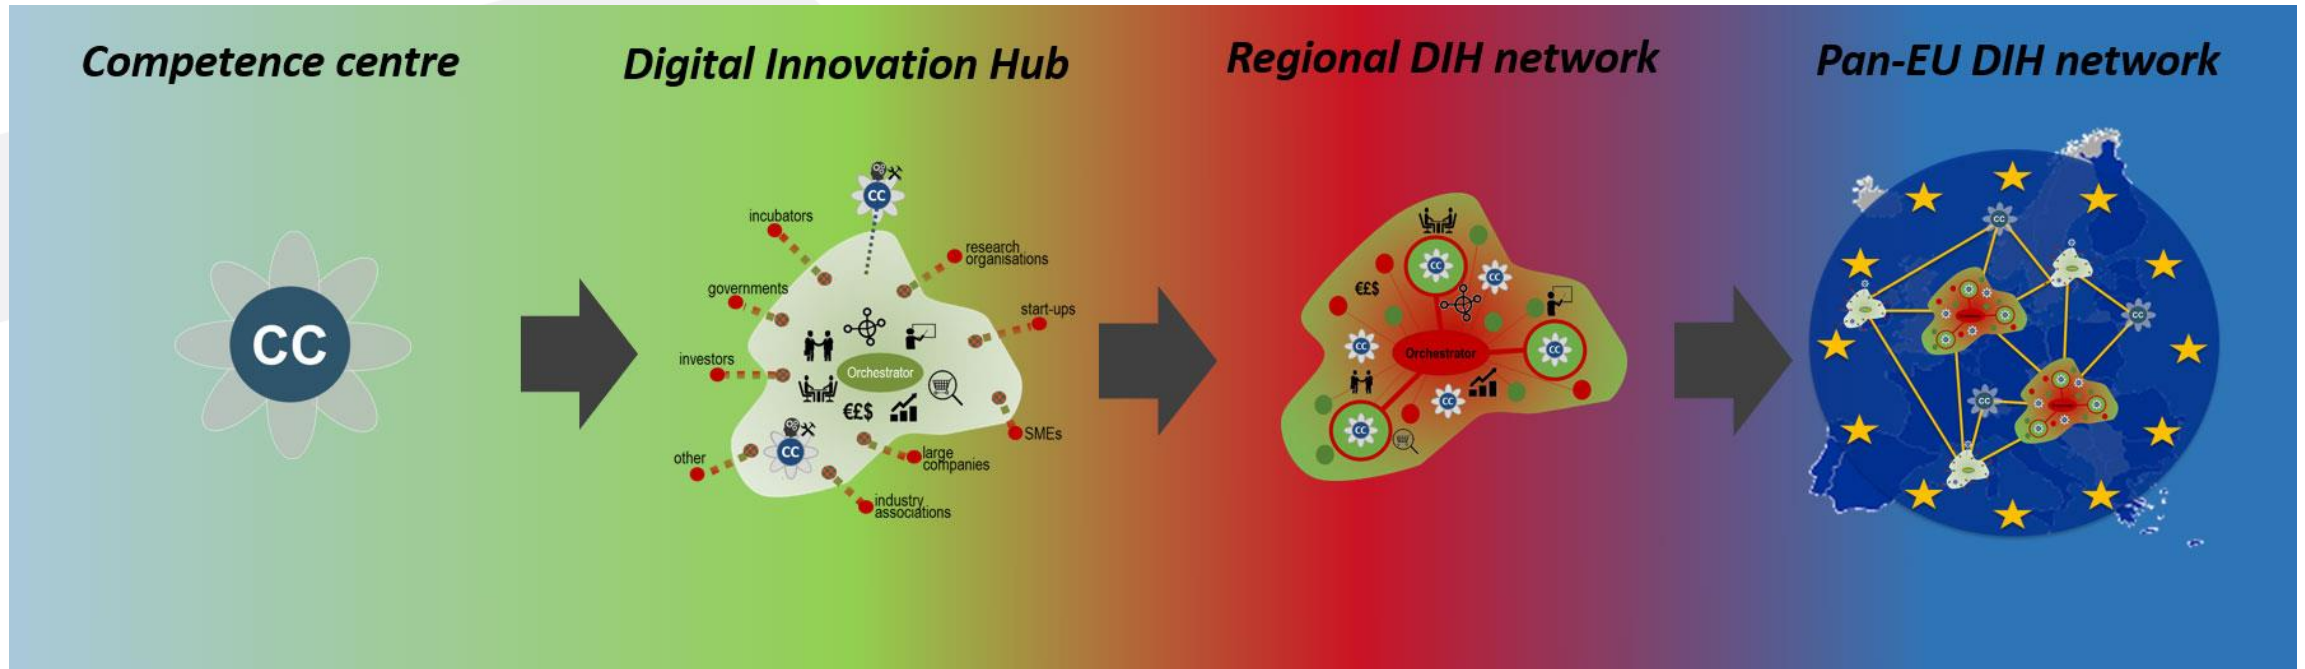 Competence centre
Digital Innovation Hub
Regional DIH network
Pan-EU DIH network
CC
CC
incubators
research
organisations
governments
start-ups
investors
Orchestrator
€£$
SMEs
other
CC
large
companies
industry
associations
CC
CC
€£$
CC
Orchestrator
CC
CC
CC
CC
CC
CC